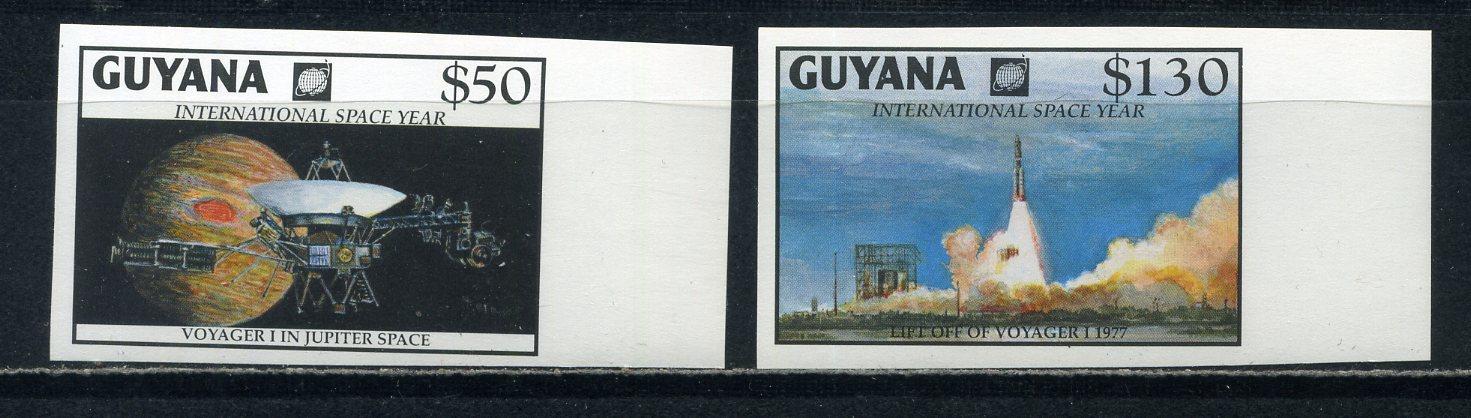 GUYANA $50
INTERNATIONAL SPACE YEAR
VOYAGER I IN JUPITER SPACE
GUYANA $130
INTERNATIONAL SPACE YEAR
LIFT OFF OF VOYAGER I 1977